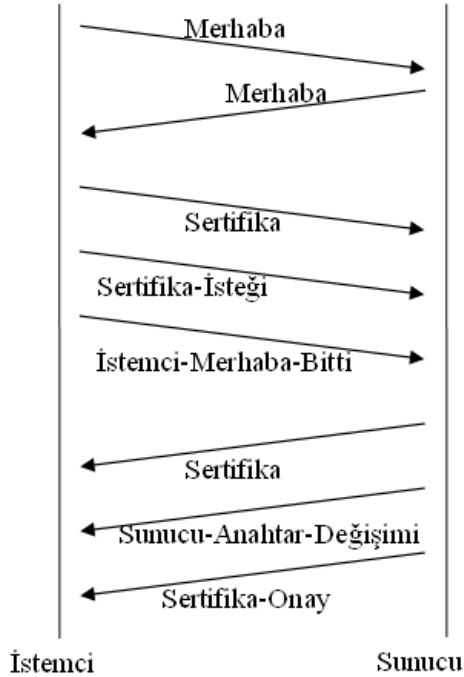 Merhaba
Merhaba
Sertifika
Sertifika-İsteği
İstemci-Merhaba-Bitti
Sertifika
Sunucu-Anahtar-Değişimi
Sertifika-Onay
İstemci Sunucu